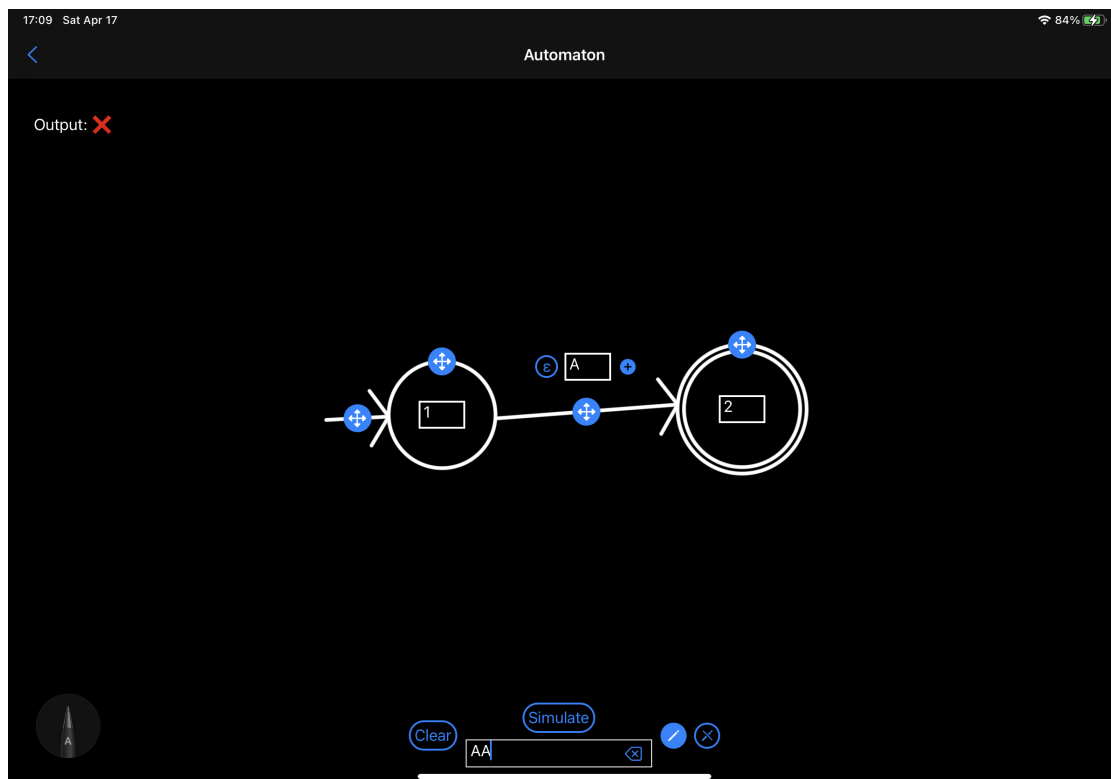 17:09 Sat Apr 17
84%
Automaton
Output:
ε A
1
2
Simulate
Clear
AA
A